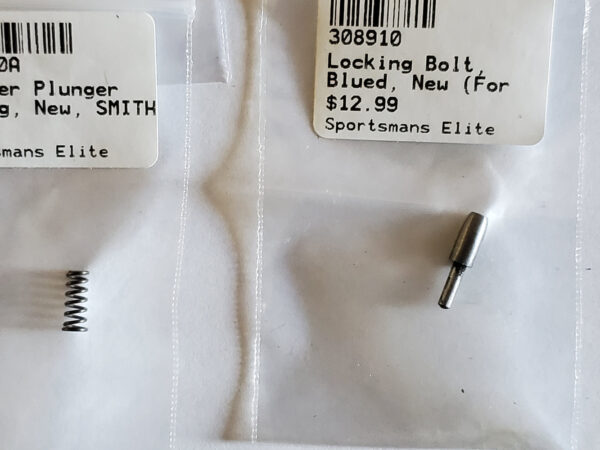 0A
er Plunger
g, New, SMITH
smans Elite
308910
Locking Bolt,
Blued, New (For
$12.99
Sportsmans Elite